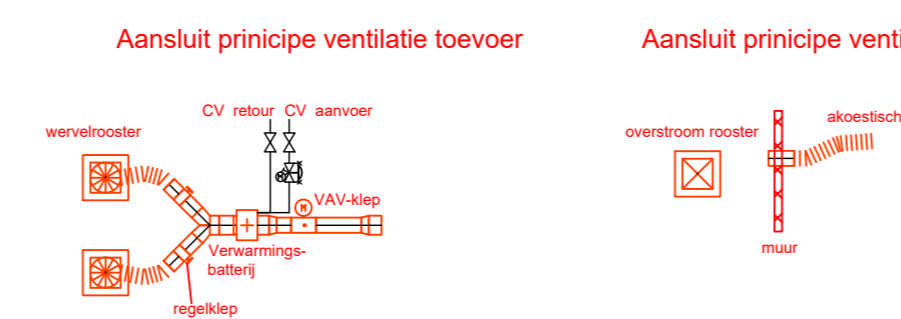 Aansluit prinicipe ventilatie toevoer
Aansluit prinicipe
CV retour CV aanvoer
wervelrooster
VAV-klep
M
Verwarmings-
batterij
regelklep
overstroom rooster
akoestisch
muur